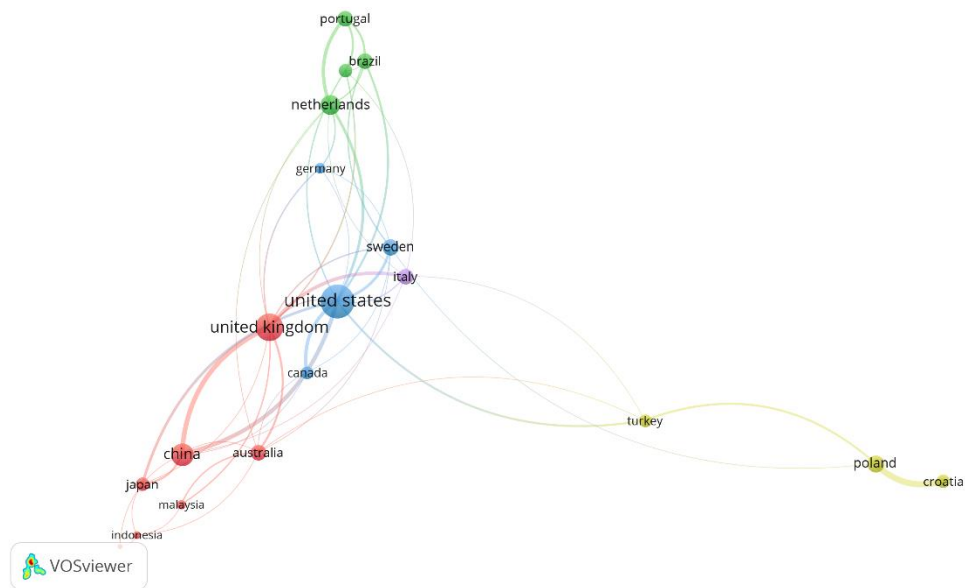 portugal
brazil
netherlands
germany
sweden
italy
united states
united kingdom
canada
turkey
china
australia
poland
japan
croatia
malaysia
indonesia
VOSviewer